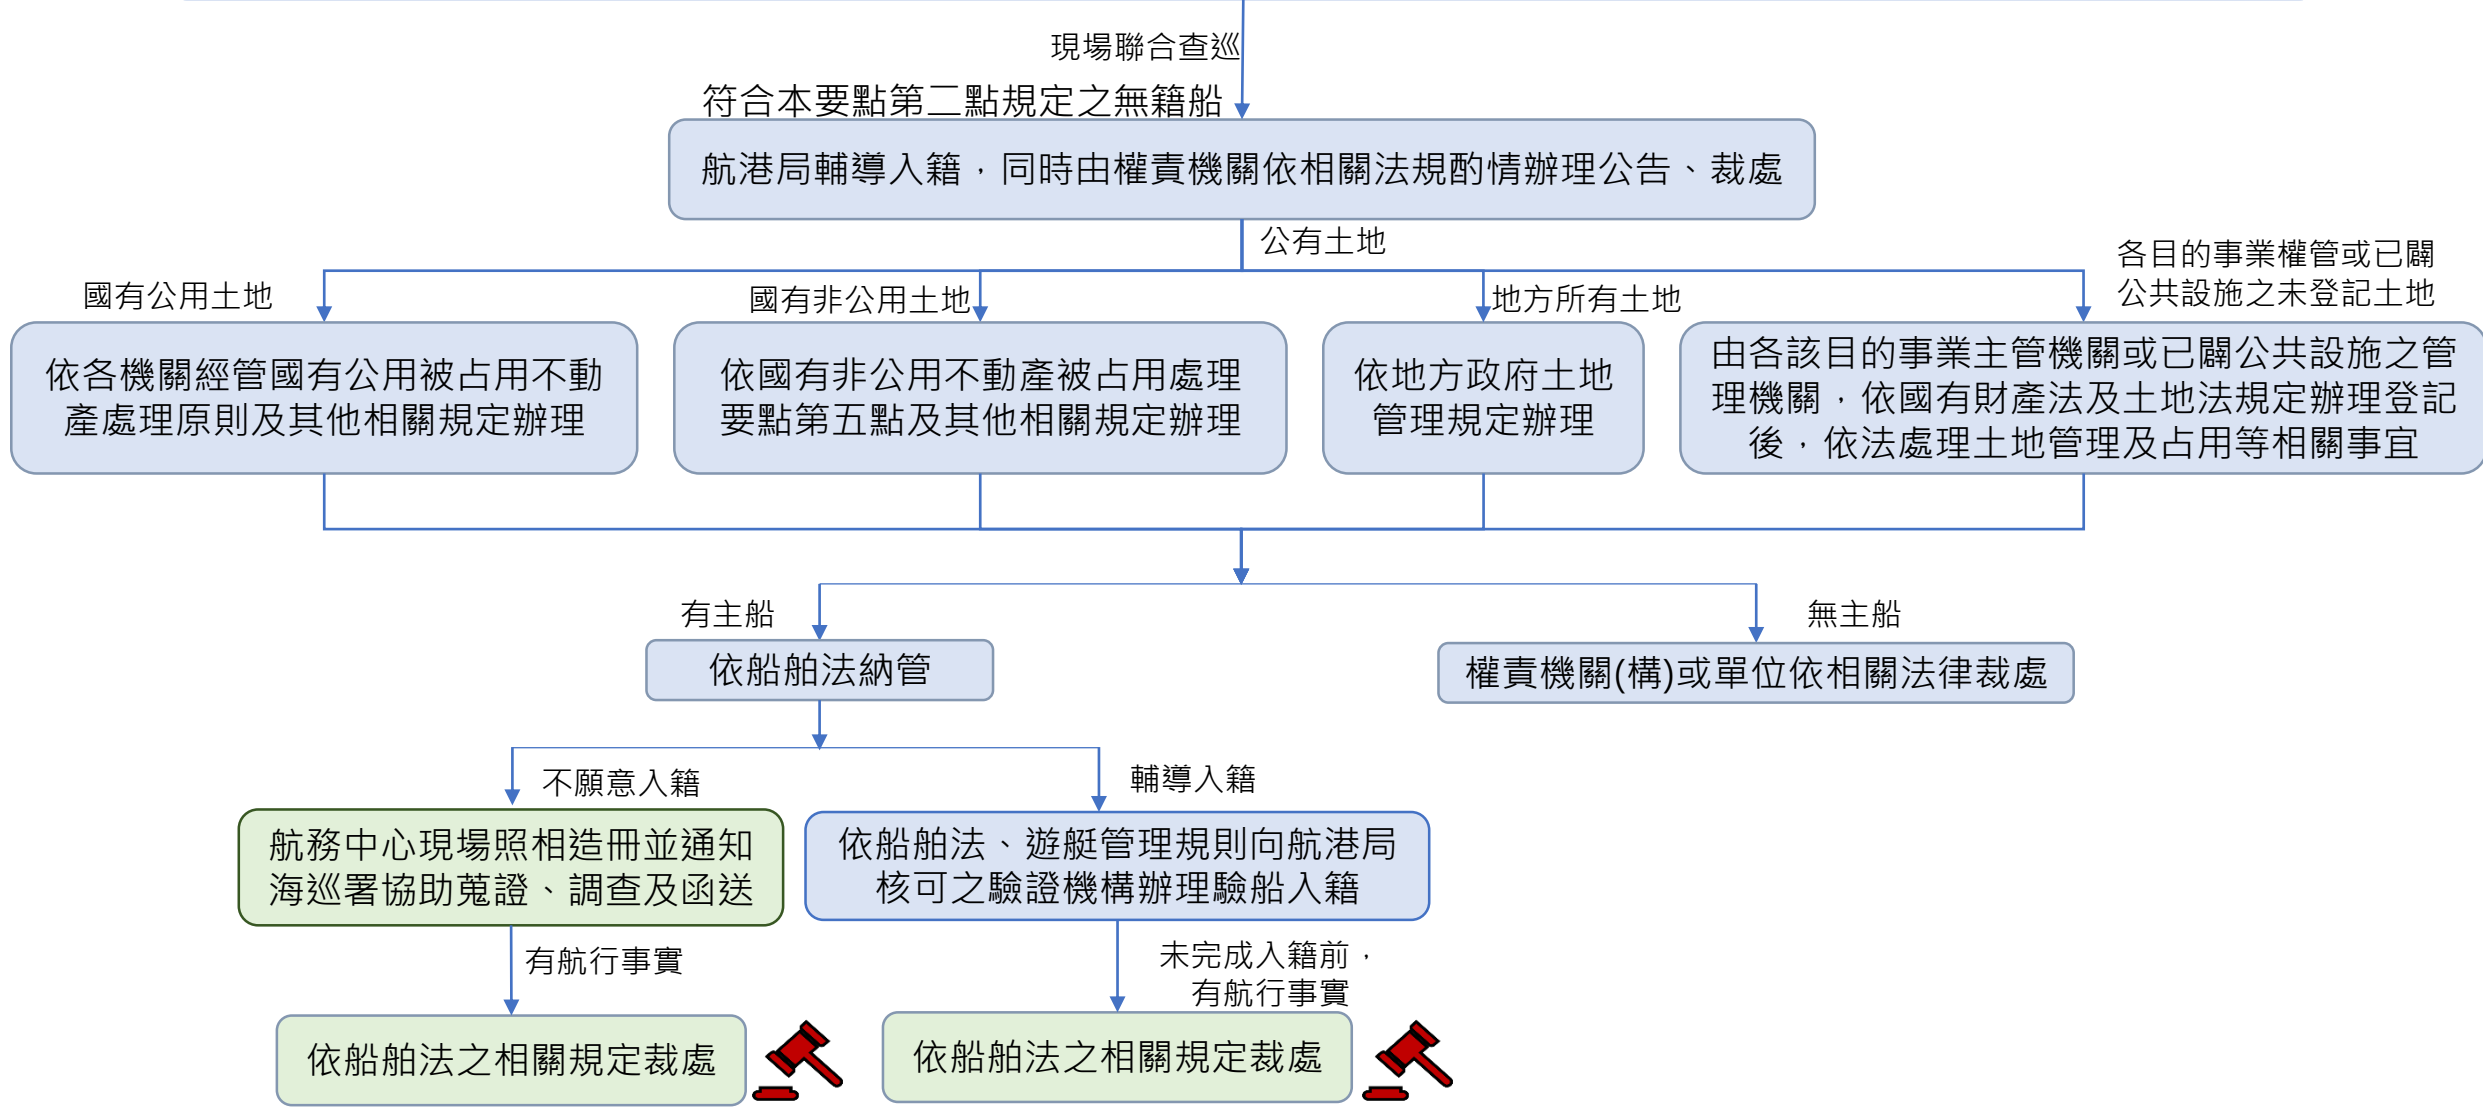 現場聯合查巡
符合本要點第二點規定之無籍船
航港局輔導入籍，同時由權責機關依相關法規酌情辦理公告、裁處
公有土地
國有公用土地
國有非公用土地
地方所有土地
各目的事業權管或已闢
公共設施之未登記土地
依各機關經管國有公用被占用不動
產處理原則及其他相關規定辦理
依國有非公用不動產被占用處理
要點第五點及其他相關規定辦理
依地方政府土地
管理規定辦理
由各該目的事業主管機關或已闢公共設施之管
理機關，依國有財產法及土地法規定辦理登記
後，依法處理土地管理及占用等相關事宜
有主船
無主船
依船舶法納管
權責機關(構)或單位依相關法律裁處
不願意入籍
輔導入籍
航務中心現場照相造冊並通知
海巡署協助蒐證、調查及函送
依船舶法、遊艇管理規則向航港局
核可之驗證機構辦理驗船入籍
有航行事實
未完成入籍前，
有航行事實
依船舶法之相關規定裁處
依船舶法之相關規定裁處